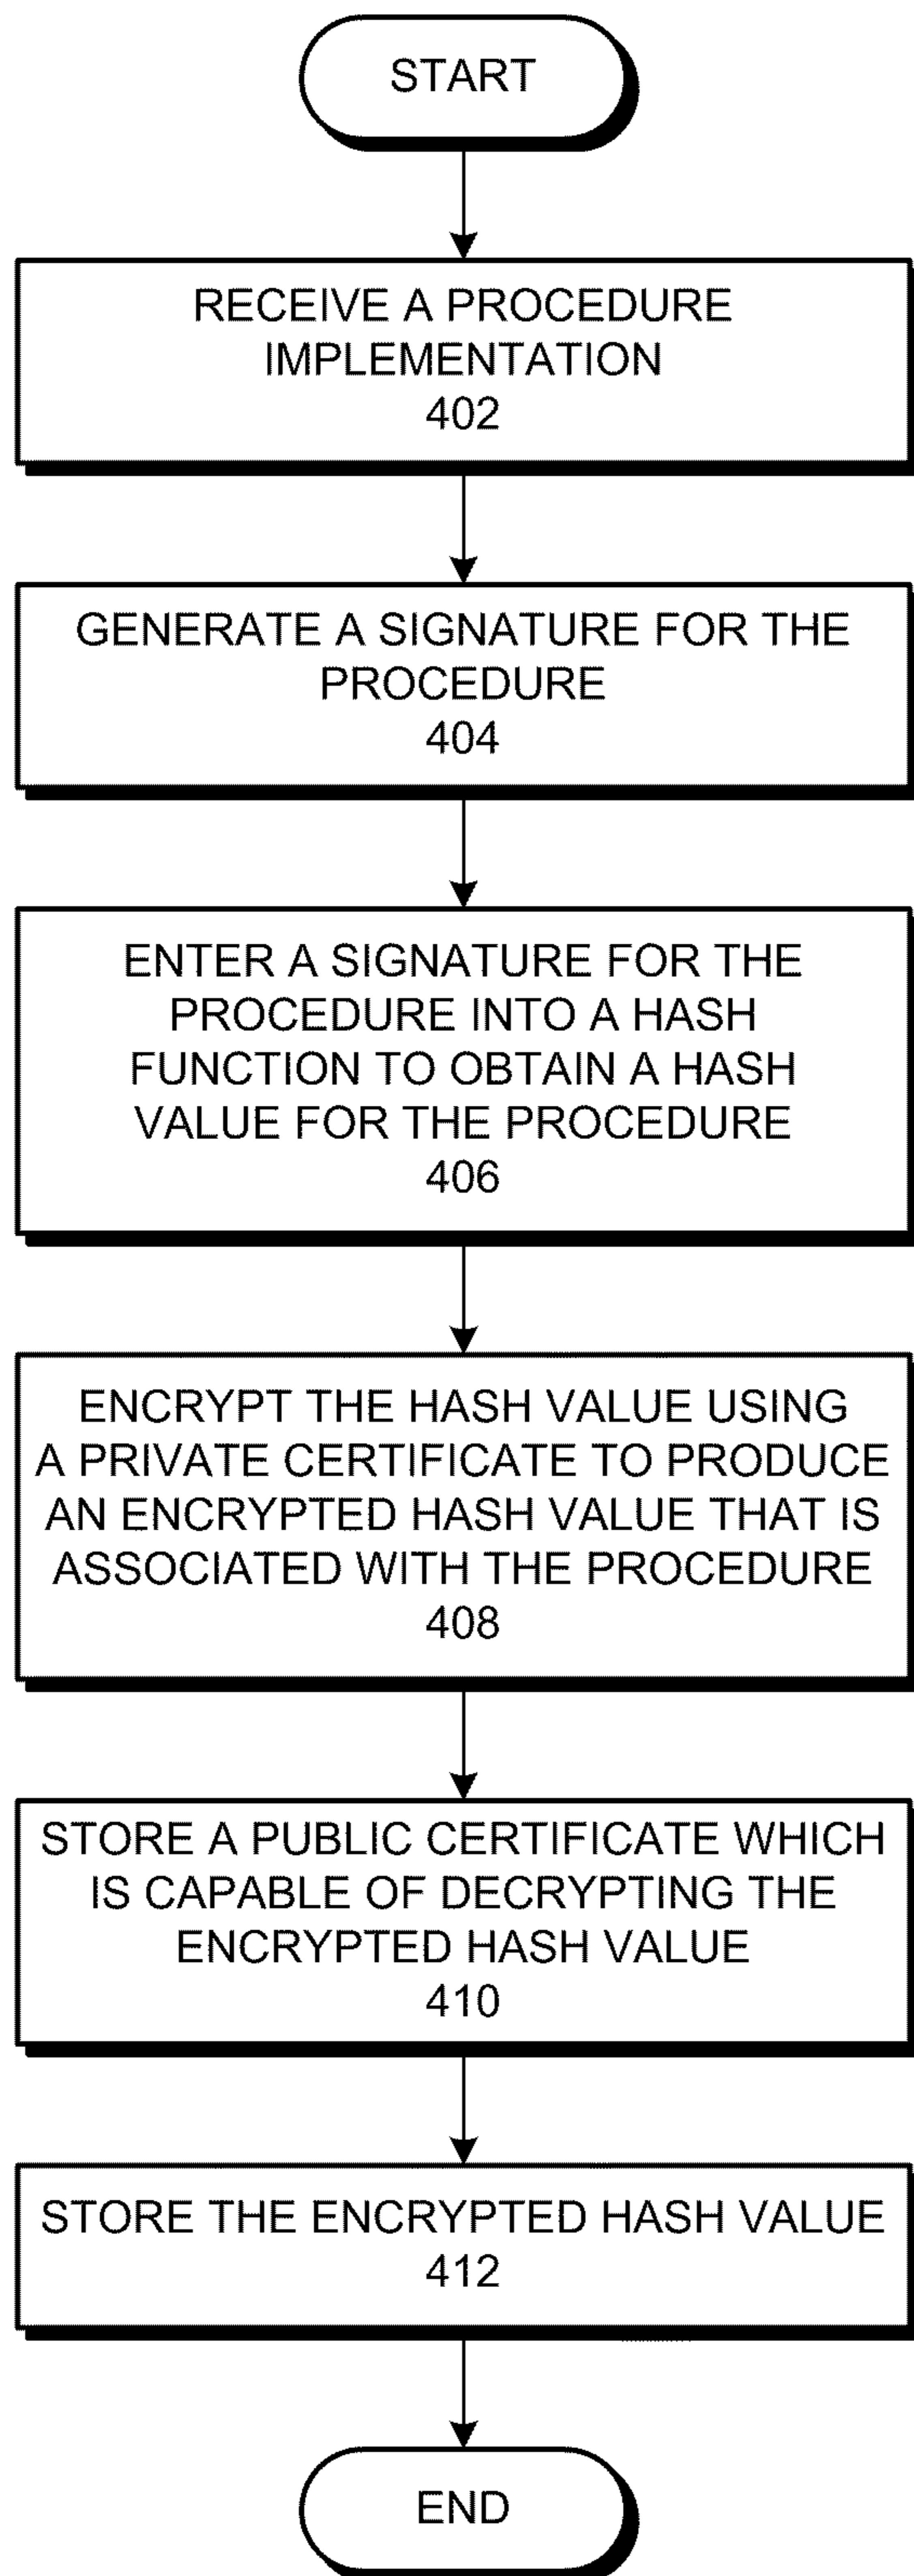 START
RECEIVE A PROCEDURE
IMPLEMENTATION
402
GENERATE A SIGNATURE FOR THE
PROCEDURE
404
ENTER A SIGNATURE FOR THE
PROCEDURE INTO A HASH
FUNCTION TO OBTAIN A HASH
VALUE FOR THE PROCEDURE
406
ENCRYPT THE HASH VALUE USING
A PRIVATE CERTIFICATE TO PRODUCE
AN ENCRYPTED HASH VALUE THAT IS
ASSOCIATED WITH THE PROCEDURE
408
STORE A PUBLIC CERTIFICATE WHICH
IS CAPABLE OF DECRYPTING THE
ENCRYPTED HASH VALUE
410
STORE THE ENCRYPTED HASH VALUE
412
END